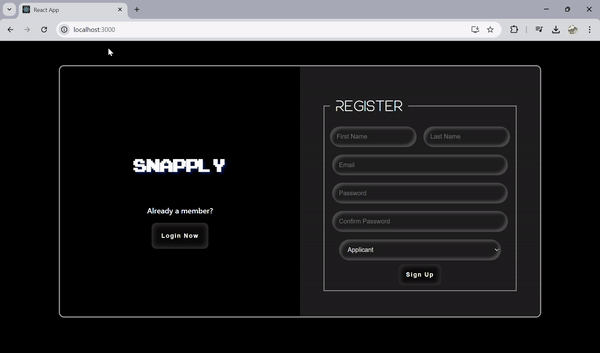 React App
localhost:3000
SNAPPLY
Already a member?
Login Now
REGISTER
First Name
Last Name
Email
Password
Confirm Password
Applicant
Sign Up